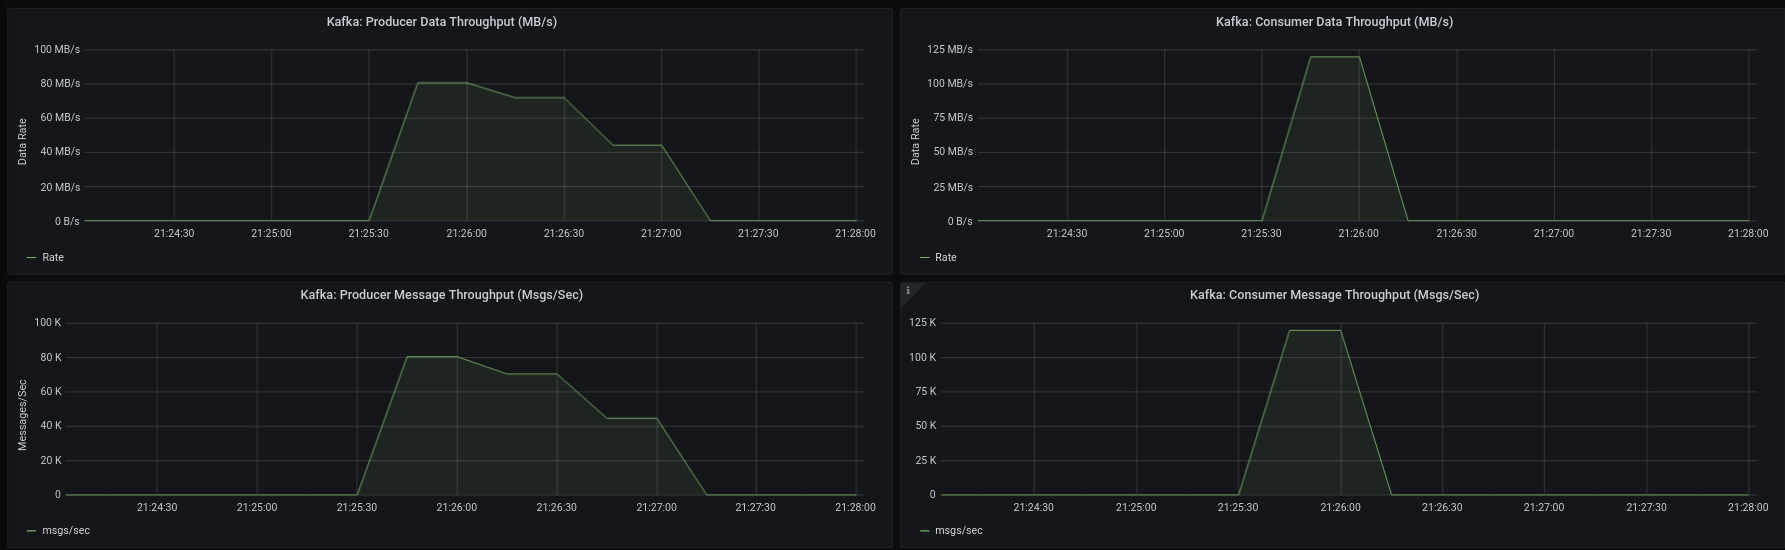 Kafka: Producer Data Throughput (MB/s)
100 MB/s
80 MB/s
60 MB/s
40 MB/s
20 MB/s
0 B/s
Data Rate
21:24:30 21:25:00 21:25:30 21:26:00 21:26:30 21:27:00 21:27:30 21:28:00
Rate
Kafka: Consumer Data Throughput (MB/s)
125 MB/s
100 MB/s
75 MB/s
50 MB/s
25 MB/s
0 B/s
Data Rate
21:24:30 21:25:00 21:25:30 21:26:00 21:26:30 21:27:00 21:27:30 21:28:00
Rate
Kafka: Producer Message Throughput (Msgs/Sec)
100 K
80 K
60 K
40 K
20 K
0
Messages/Sec
21:24:30 21:25:00 21:25:30 21:26:00 21:26:30 21:27:00 21:27:30 21:28:00
msgs/sec
i
Kafka: Consumer Message Throughput (Msgs/Sec)
125 K
100 K
75 K
50 K
25 K
0
21:24:30 21:25:00 21:25:30 21:26:00 21:26:30 21:27:00 21:27:30 21:28:00
msgs/sec